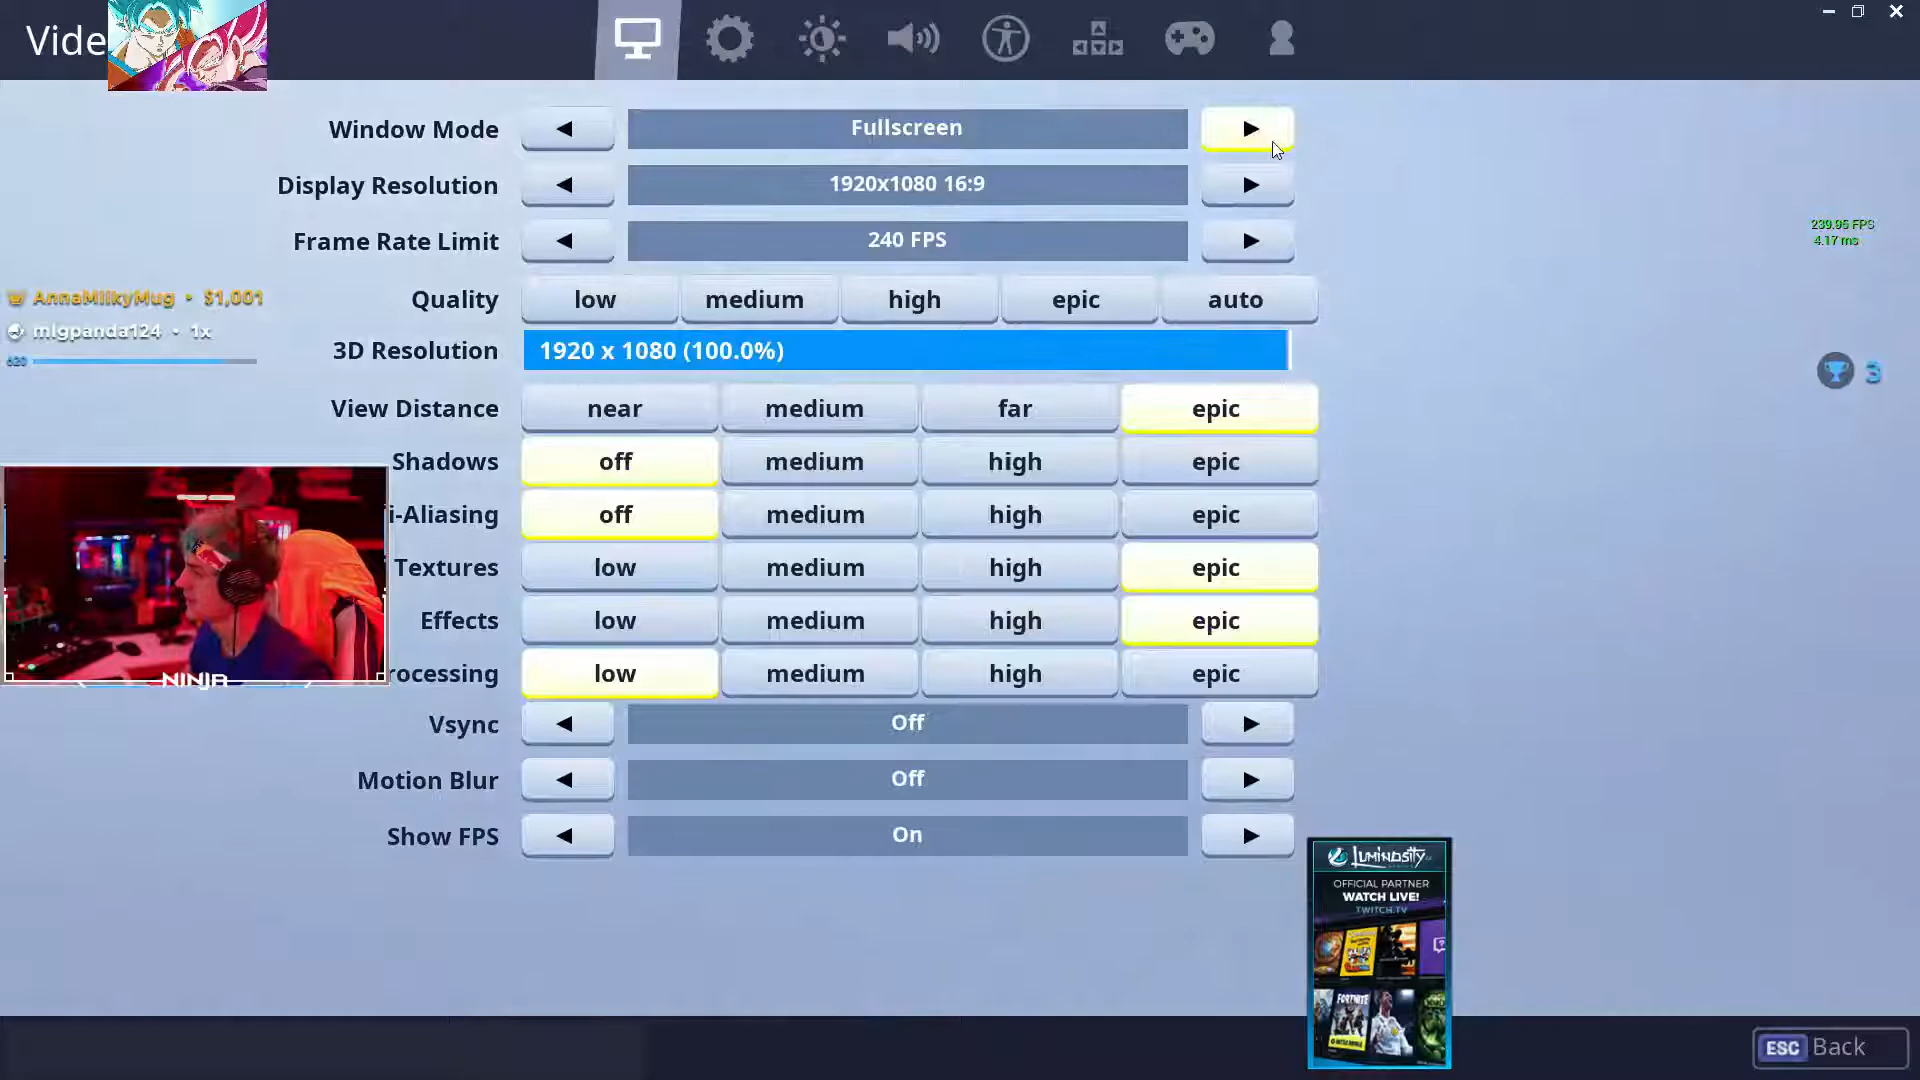 Vide
Window Mode
Fullscreen
Display Resolution
1920x1080 16:9
Frame Rate Limit
240 FPS
239.96 FPS
4.17 ms
AnnaMilkyMug • $1,001
mlgpanda124 • 1x
620
Quality
low medium high epic auto
3D Resolution
1920 x 1080 (100.0%)
3
View Distance
near medium far epic
Shadows
off medium high epic
i-Aliasing
off medium high epic
Textures
low medium high epic
Effects
low medium high epic
rocessing
low medium high epic
NINJA
Vsync
Off
Motion Blur
Off
Show FPS
On
LUMINOSITY
OFFICIAL PARTNER
WATCH LIVE!
TWITCH.TV
FORTNITE
ESC Back